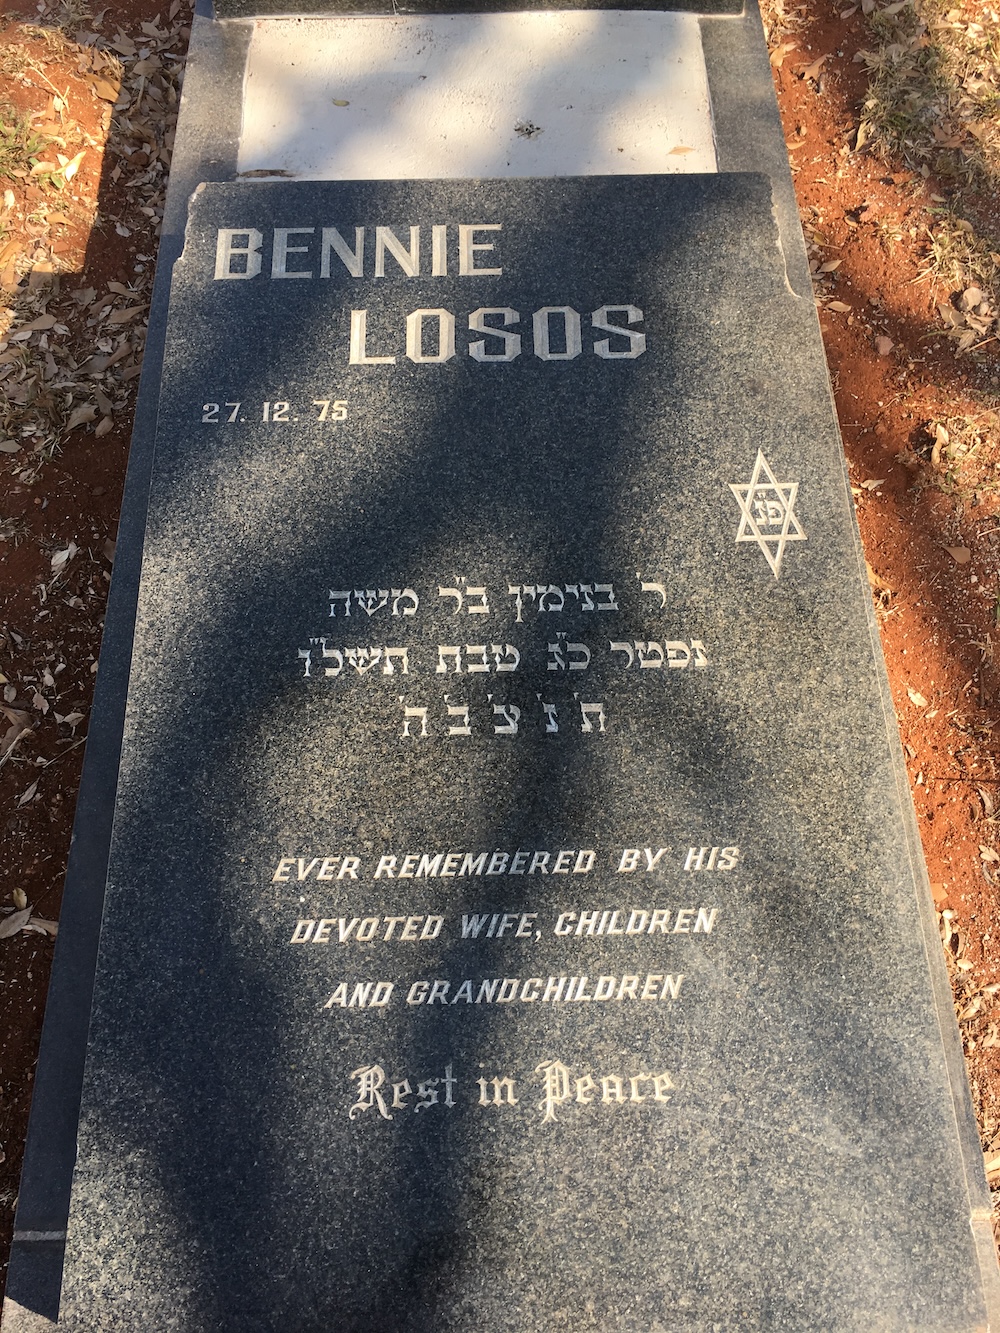 BENNIE
LOSOS
27. 12. 75
פ"נ
ר' בנימין ב"ר משה
נפטר כ"ג טבת תשל"ו
ת' נ' צ' ב' ה'
EVER REMEMBERED BY HIS
DEVOTED WIFE, CHILDREN
AND GRANDCHILDREN
Rest in Peace